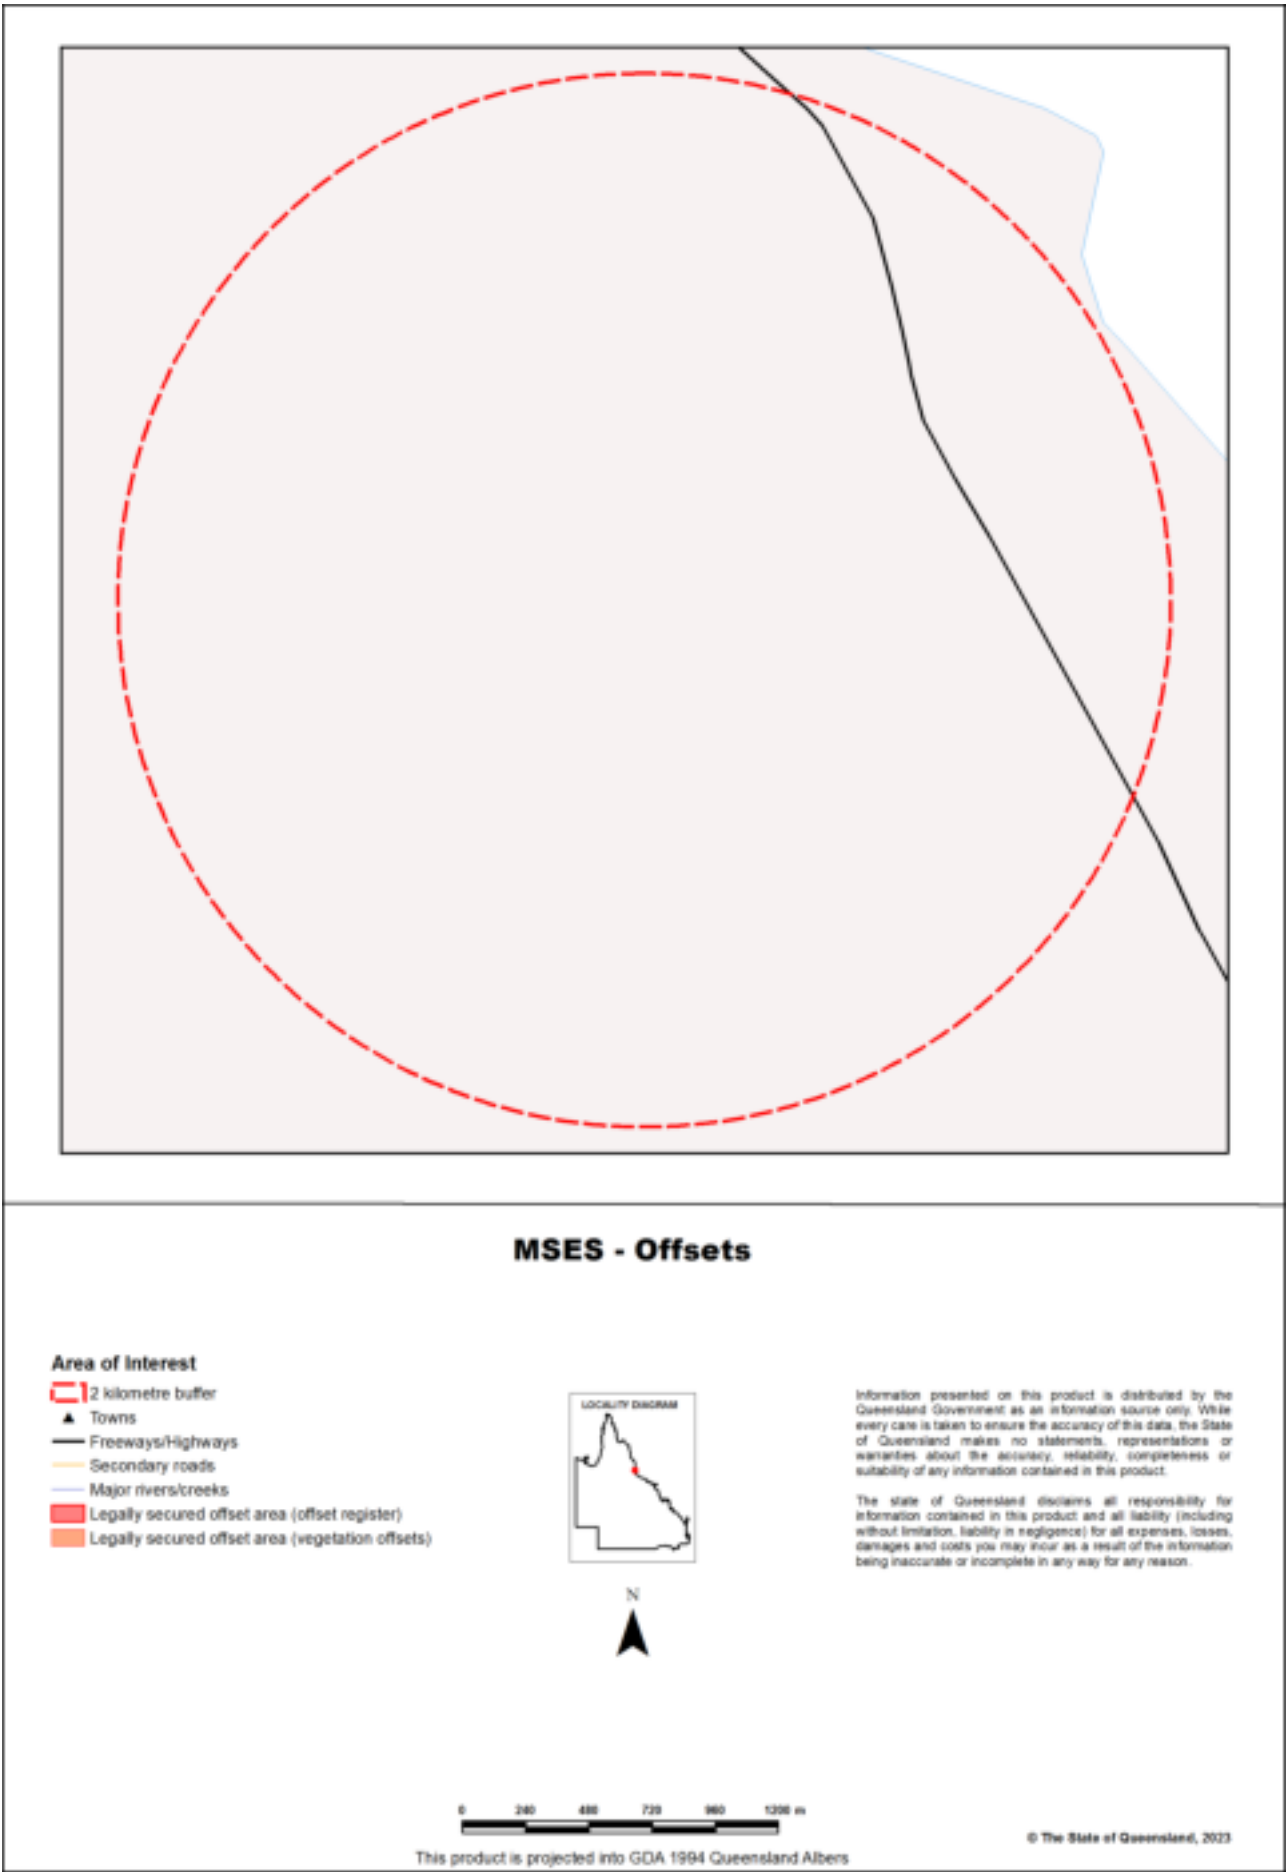 MSES - Offsets
Area of Interest
2 kilometre buffer
Towns
Freeways/Highways
Secondary roads
Major rivers/creeks
Legally secured offset area (offset register)
Legally secured offset area (vegetation offsets)
LOCALITY DIAGRAM
N
Information presented on this product is distributed by the
Queensland Government as an information source only. While
every care is taken to ensure the accuracy of this data, the State
of Queensland makes no statements, representations or
warranties about the accuracy, reliability, completeness or
suitability of any information contained in this product.
The state of Queensland disclaims all responsibility for
information contained in this product and all liability (including
without limitation, liability in negligence) for all expenses, losses,
damages and costs you may incur as a result of the information
being inaccurate or incomplete in any way for any reason.
0 240 480 720 960 1200 m
This product is projected into GDA 1994 Queensland Albers
© The State of Queensland, 2023